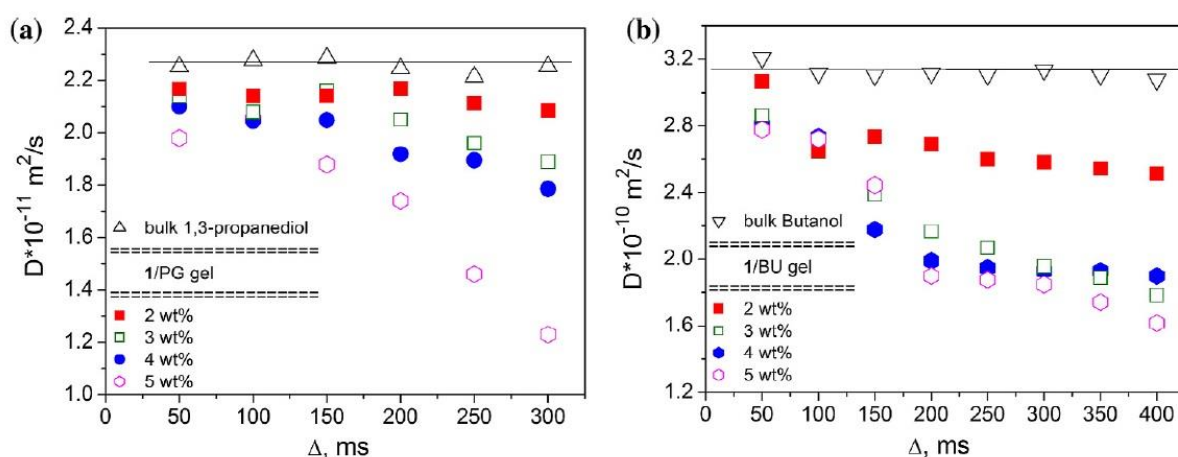 (a)
2.4
2.2
2.0
1.8
1.6
1.4
1.2
1.0
D*10⁻¹¹ m²/s
bulk 1,3-propanediol
1/PG gel
2 wt%
3 wt%
4 wt%
5 wt%
0 50 100 150 200 250 300
Δ, ms
(b)
3.2
2.8
2.4
2.0
1.6
1.2
D*10⁻¹⁰ m²/s
bulk Butanol
1/BU gel
2 wt%
3 wt%
4 wt%
5 wt%
0 50 100 150 200 250 300 350 400
Δ, ms